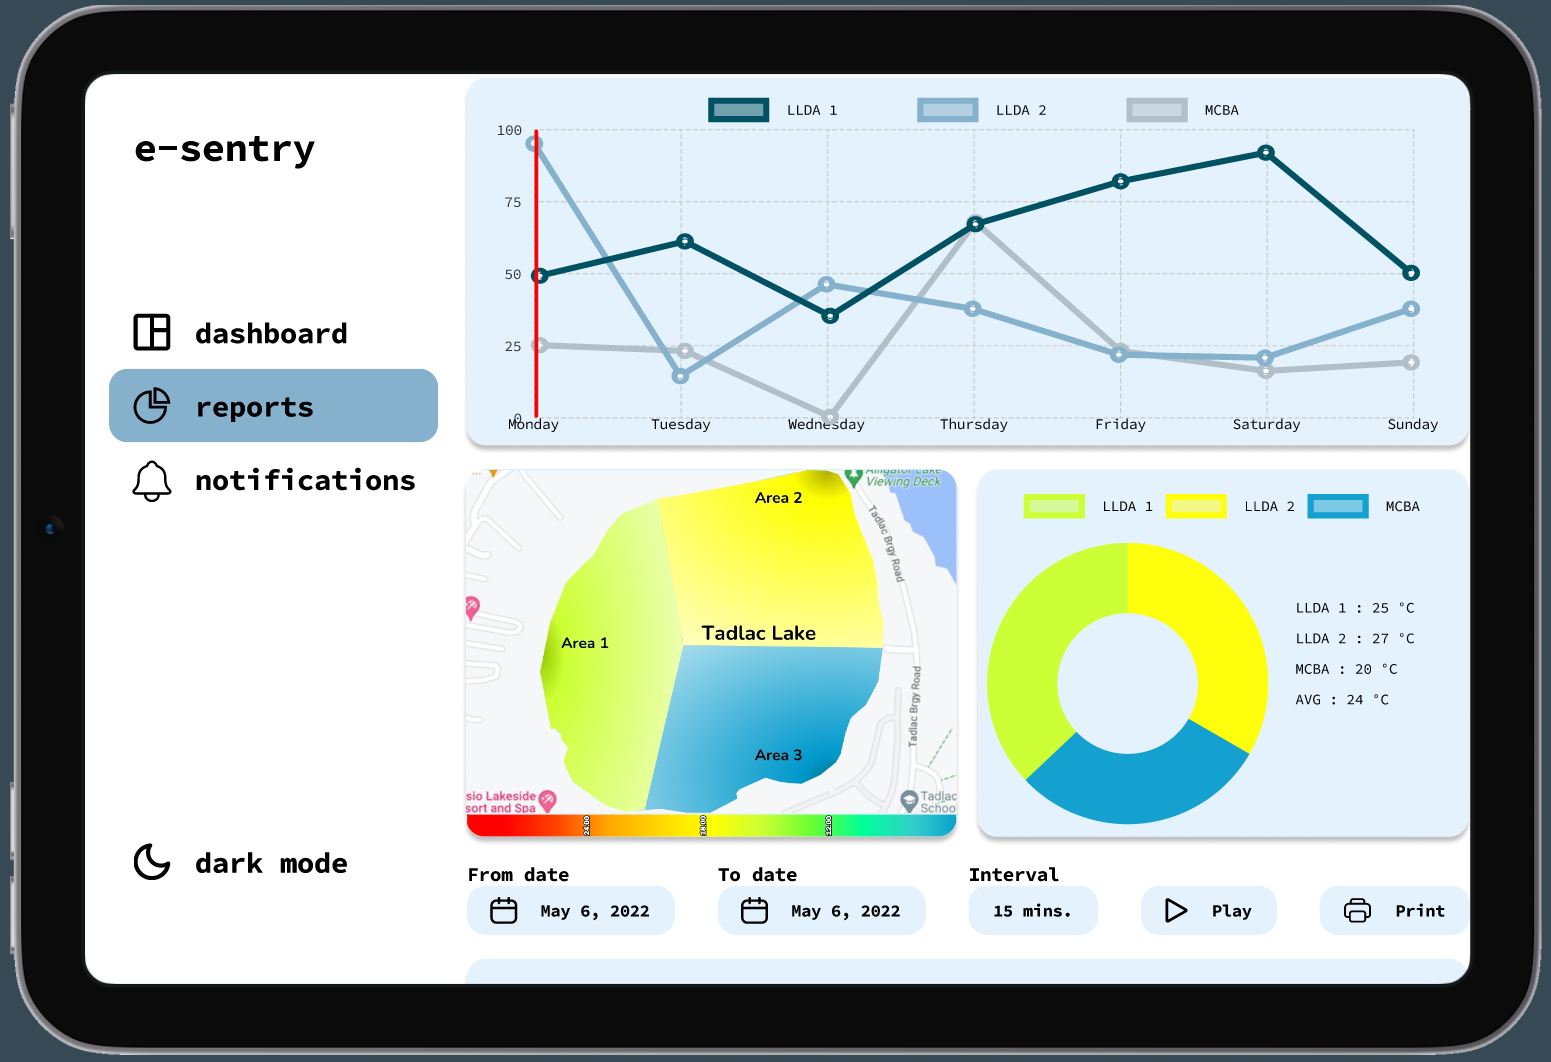 e-sentry
dashboard
reports
notifications
dark mode
LLDA 1
LLDA 2
MCBA
100
75
50
25
0
Monday
Tuesday
Wednesday
Thursday
Friday
Saturday
Sunday
Alligator Lake
Viewing Deck
Area 2
Tadlac Brgy Road
Area 1
Tadlac Lake
Tadlac Brgy Road
Area 3
sio Lakeside
sort and Spa
Tadlac
Schoo
LLDA 1
LLDA 2
MCBA
LLDA 1 : 25 °C
LLDA 2 : 27 °C
MCBA : 20 °C
AVG : 24 °C
From date
May 6, 2022
To date
May 6, 2022
Interval
15 mins.
Play
Print